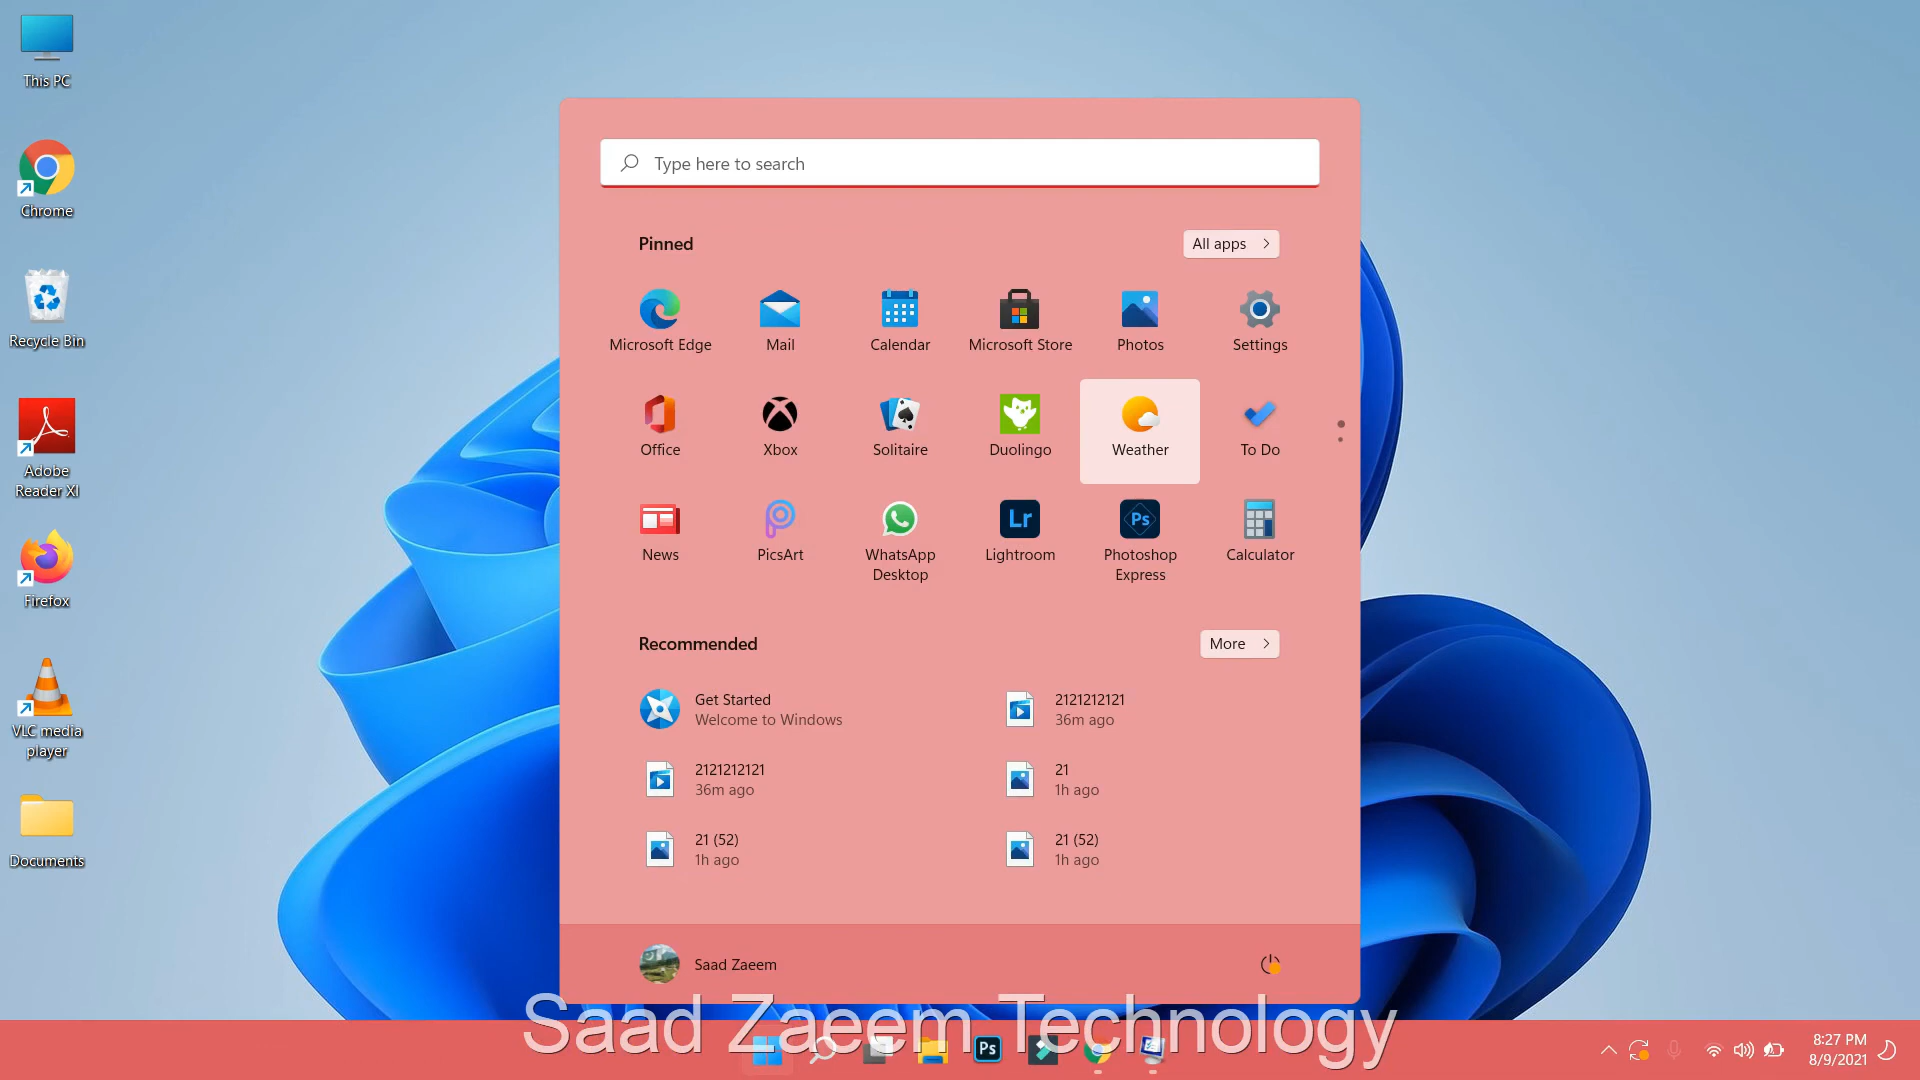 This PC
Chrome
Recycle Bin
Adobe
Reader XI
Firefox
VLC media
player
Documents
Type here to search
Pinned
All apps
Microsoft Edge
Mail
Calendar
Microsoft Store
Photos
Settings
Office
Xbox
Solitaire
Duolingo
Weather
To Do
News
PicsArt
WhatsApp
Desktop
Lr
Lightroom
Ps
Photoshop
Express
Calculator
Recommended
More
Get Started
Welcome to Windows
2121212121
36m ago
2121212121
36m ago
21
1h ago
21 (52)
1h ago
21 (52)
1h ago
Saad Zaeem
Saad Zaeem Technology
Ps
8:27 PM
8/9/2021